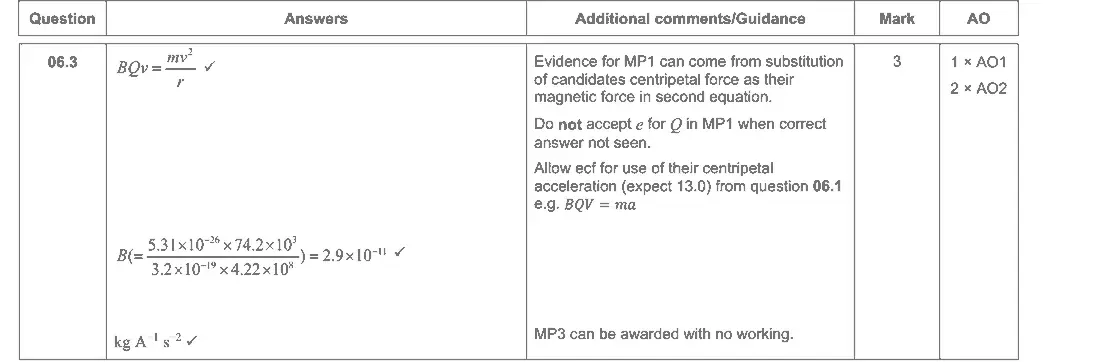 Question Answers Additional comments/Guidance Mark AO
06.3 BQv = mv²/r ✓ Evidence for MP1 can come from substitution 3 1 × AO1
of candidates centripetal force as their 2 × AO2
magnetic force in second equation.
Do not accept e for Q in MP1 when correct
answer not seen.
Allow ecf for use of their centripetal
acceleration (expect 13.0) from question 06.1
e.g. BQV = ma
B(= 5.31×10⁻²⁶ × 74.2×10³ / 3.2×10⁻¹⁹ × 4.22×10⁸ ) = 2.9×10⁻¹¹ ✓
kg A ¹ s ² ✓ MP3 can be awarded with no working.